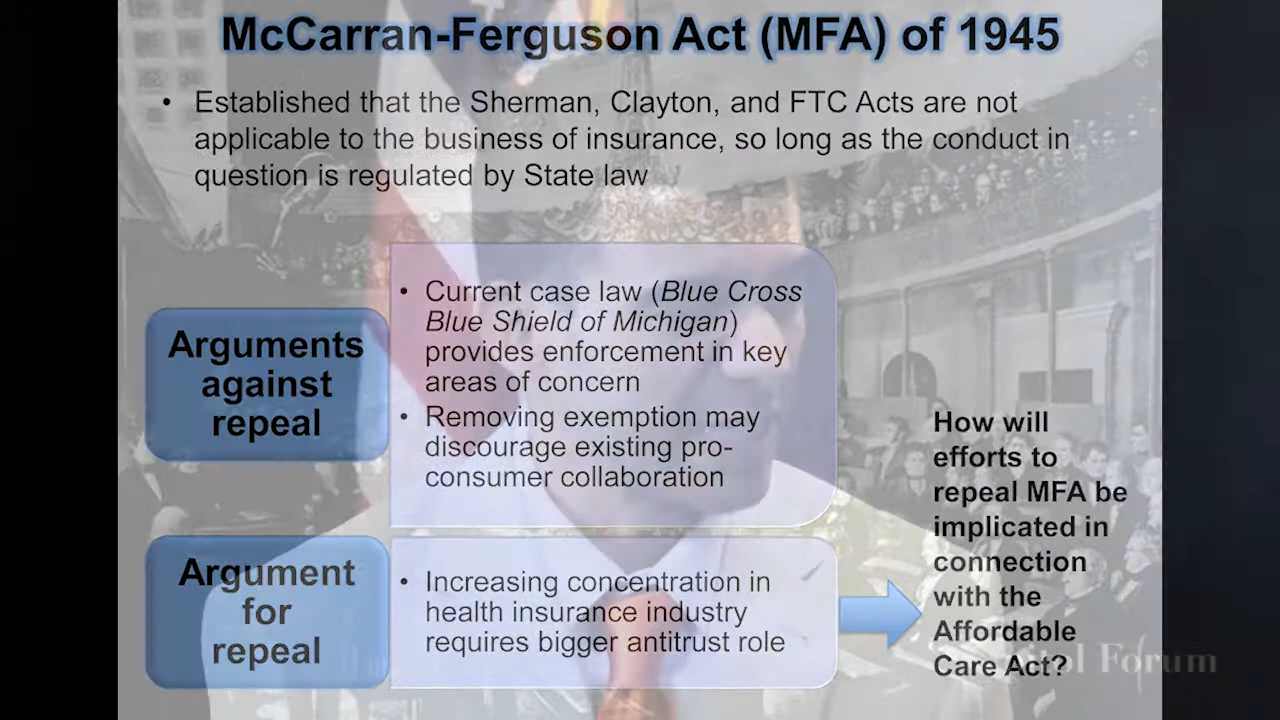 McCarran-Ferguson Act (MFA) of 1945
• Established that the Sherman, Clayton, and FTC Acts are not
applicable to the business of insurance, so long as the conduct in
question is regulated by State law
Arguments
against
repeal
• Current case law (Blue Cross
Blue Shield of Michigan)
provides enforcement in key
areas of concern
• Removing exemption may
discourage existing pro-
consumer collaboration
Argument
for
repeal
• Increasing concentration in
health insurance industry
requires bigger antitrust role
How will
efforts to
repeal MFA be
implicated in
connection
with the
Affordable
Care Act?
Forum